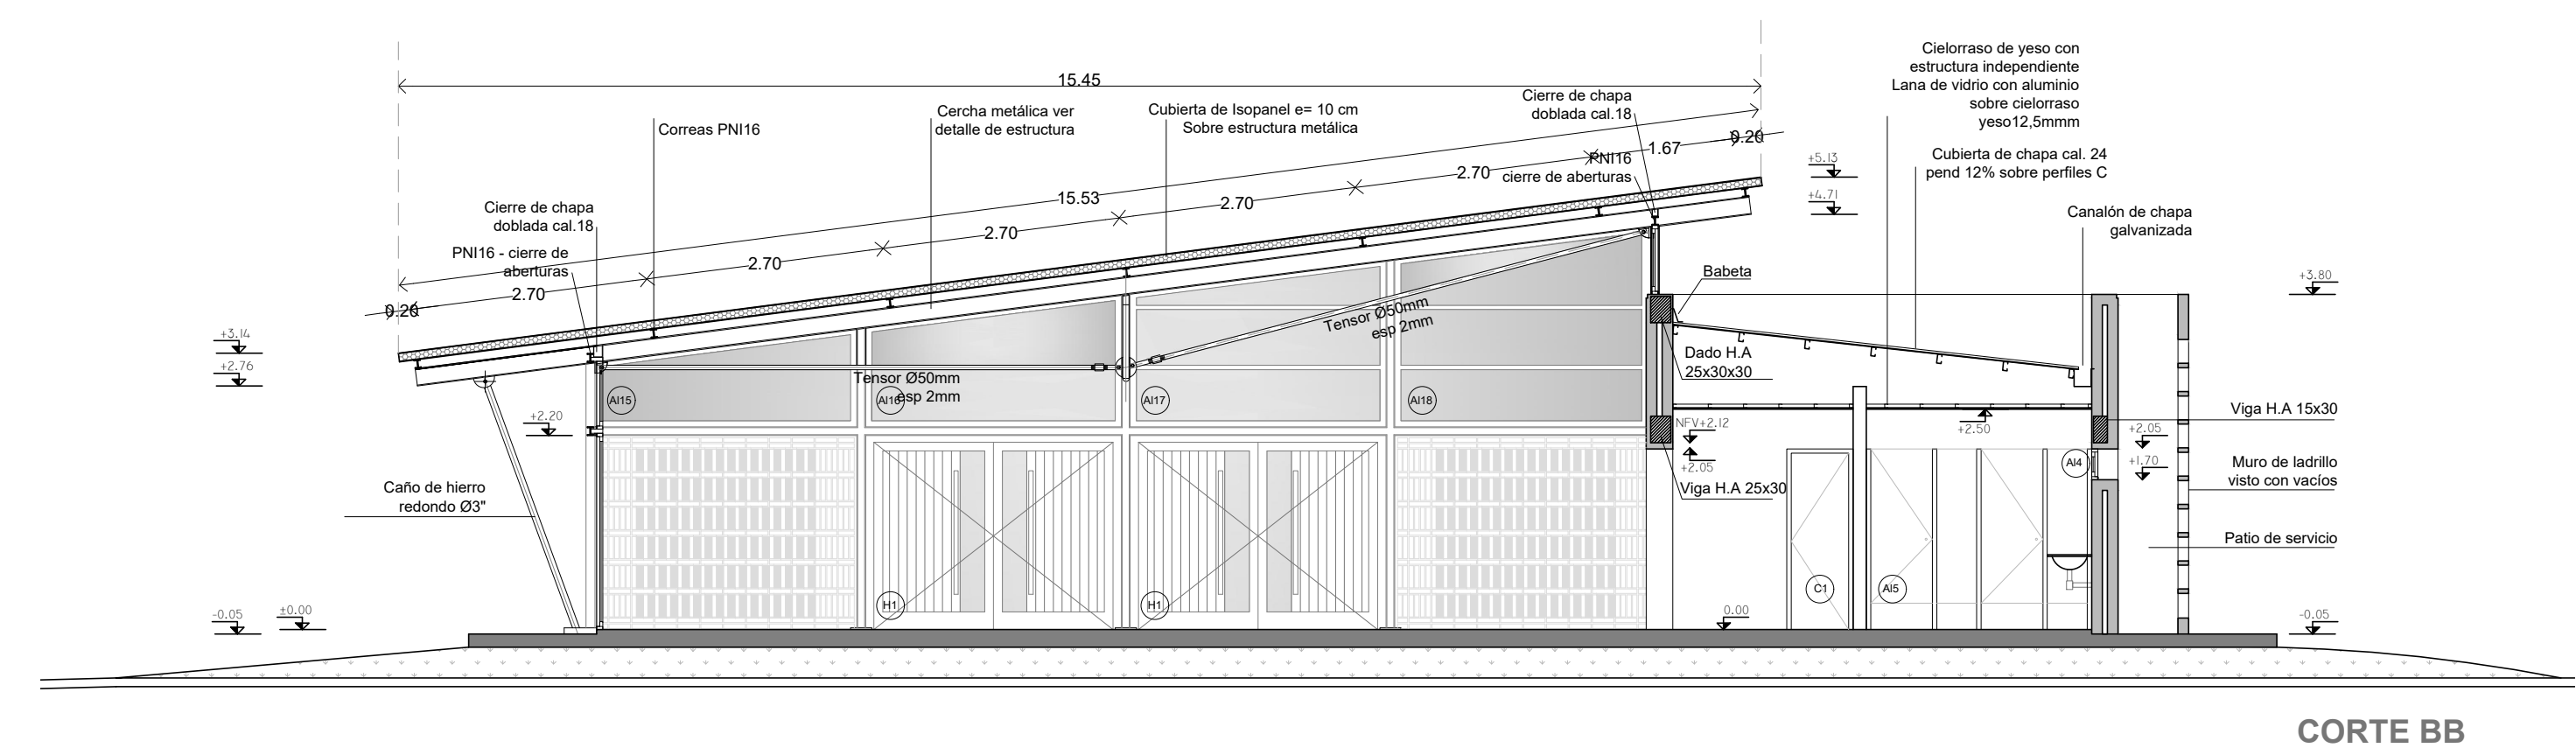 15.45
Cielorraso de yeso con
estructura independiente
Lana de vidrio con aluminio
sobre cielorraso
yeso12,5mmm
Correas PNI16
Cercha metálica ver
detalle de estructura
Cubierta de Isopanel e= 10 cm
Sobre estructura metálica
Cierre de chapa
doblada cal.18
0.20
1.67
PNI16
cierre de aberturas
2.70
15.53
2.70
2.70
2.70
2.70
0.20
+5.13
+4.71
Cubierta de chapa cal. 24
pend 12% sobre perfiles C
Canalón de chapa
galvanizada
Cierre de chapa
doblada cal.18
PNI16 - cierre de
aberturas
Babeta
+3.80
+3.14
+2.76
Tensor Ø50mm
esp 2mm
Tensor Ø50mm
esp 2mm
Dado H.A
25x30x30
AI15
AI16
AI17
AI18
+2.20
NFV+2.12
+2.05
+2.50
Viga H.A 15x30
+2.05
+1.70
AI4
Muro de ladrillo
visto con vacíos
Viga H.A 25x30
Caño de hierro
redondo Ø3"
Patio de servicio
H1
H1
C1
AI5
-0.05
±0.00
0.00
-0.05
CORTE BB